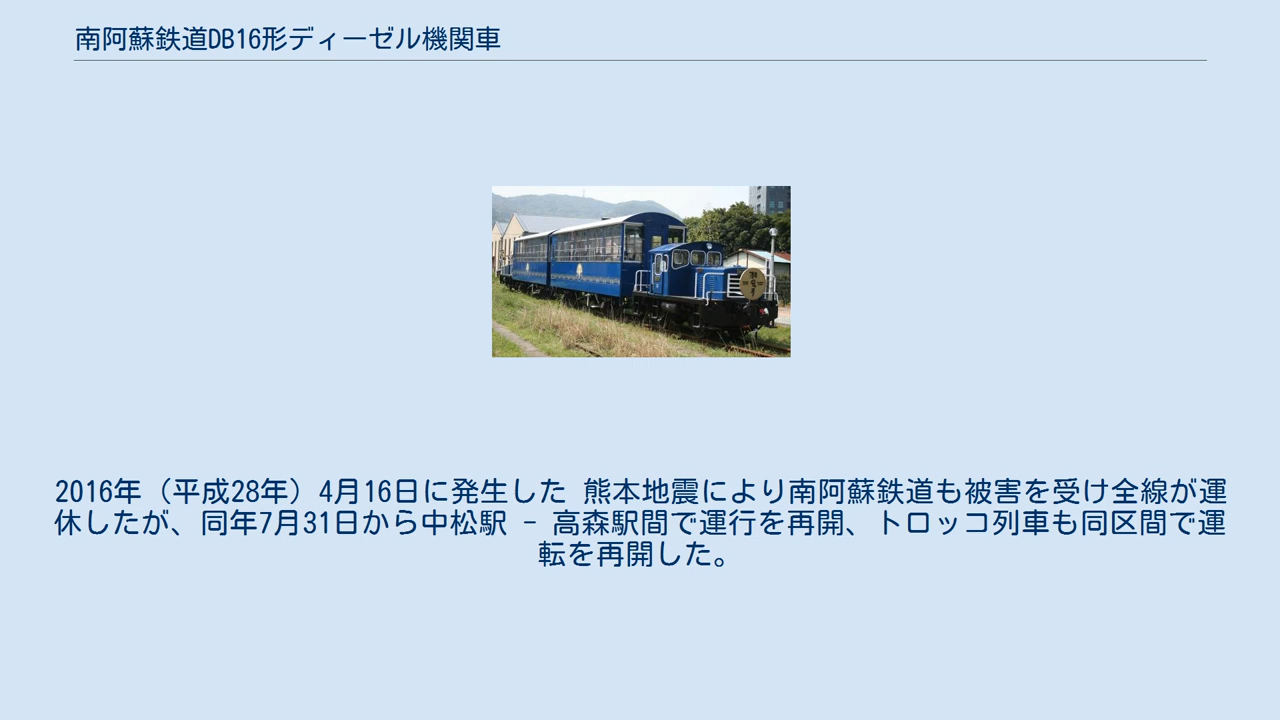 南阿蘇鉄道DB16形ディーゼル機関車
2016年（平成28年）4月16日に発生した 熊本地震により南阿蘇鉄道も被害を受け全線が運
休したが、同年7月31日から中松駅 - 高森駅間で運行を再開、トロッコ列車も同区間で運
転を再開した。